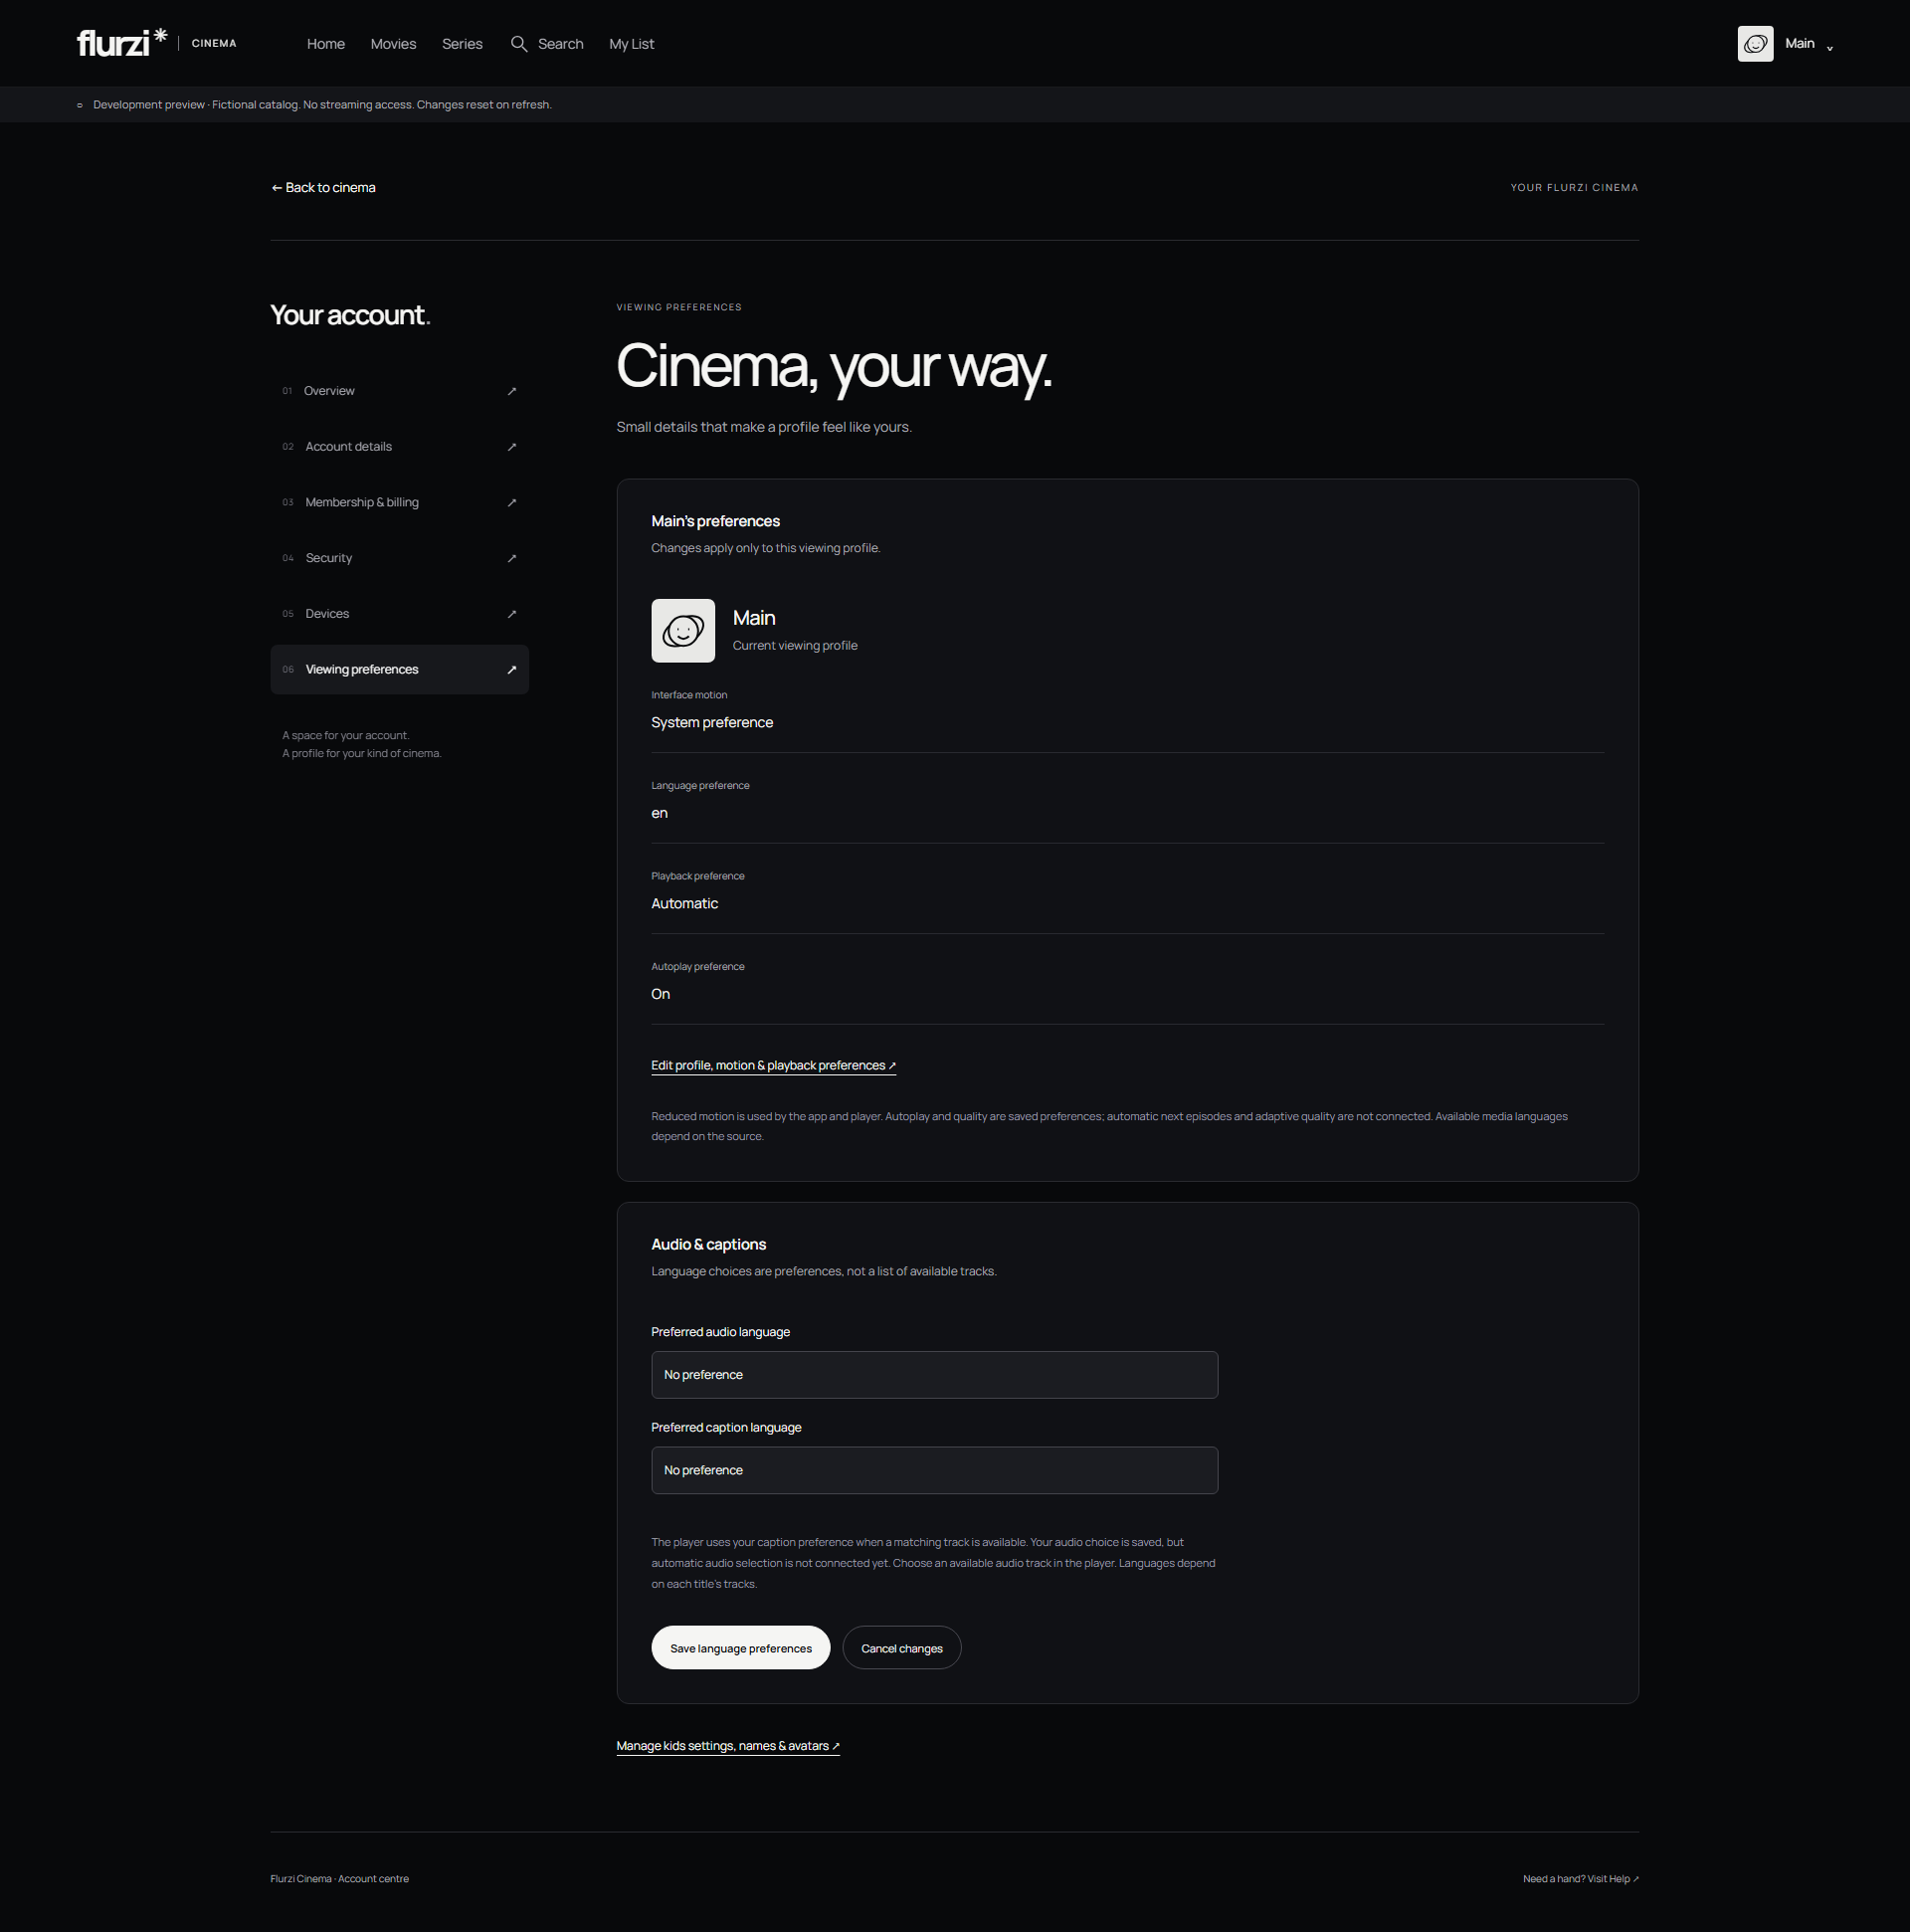 flurzi* CINEMA Home Movies Series Search My List Main
Development preview · Fictional catalog. No streaming access. Changes reset on refresh.
← Back to cinema YOUR FLURZI CINEMA
Your account.
01 Overview ↗
02 Account details ↗
03 Membership & billing ↗
04 Security ↗
05 Devices ↗
06 Viewing preferences ↗
A space for your account.
A profile for your kind of cinema.
VIEWING PREFERENCES
Cinema, your way.
Small details that make a profile feel like yours.
Main's preferences
Changes apply only to this viewing profile.
Main
Current viewing profile
Interface motion
System preference
Language preference
en
Playback preference
Automatic
Autoplay preference
On
Edit profile, motion & playback preferences ↗
Reduced motion is used by the app and player. Autoplay and quality are saved preferences; automatic next episodes and adaptive quality are not connected. Available media languages
depend on the source.
Audio & captions
Language choices are preferences, not a list of available tracks.
Preferred audio language
No preference
Preferred caption language
No preference
The player uses your caption preference when a matching track is available. Your audio choice is saved, but
automatic audio selection is not connected yet. Choose an available audio track in the player. Languages depend
on each title's tracks.
Save language preferences Cancel changes
Manage kids settings, names & avatars ↗
Flurzi Cinema · Account centre Need a hand? Visit Help ↗